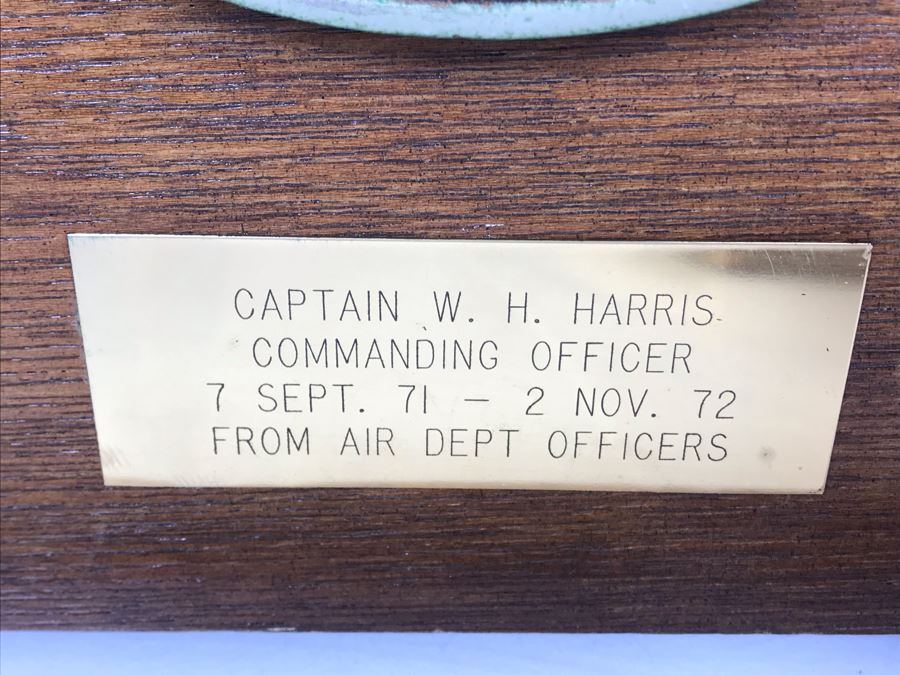 CAPTAIN W. H. HARRIS
COMMANDING OFFICER
7 SEPT. 71 — 2 NOV. 72
FROM AIR DEPT OFFICERS